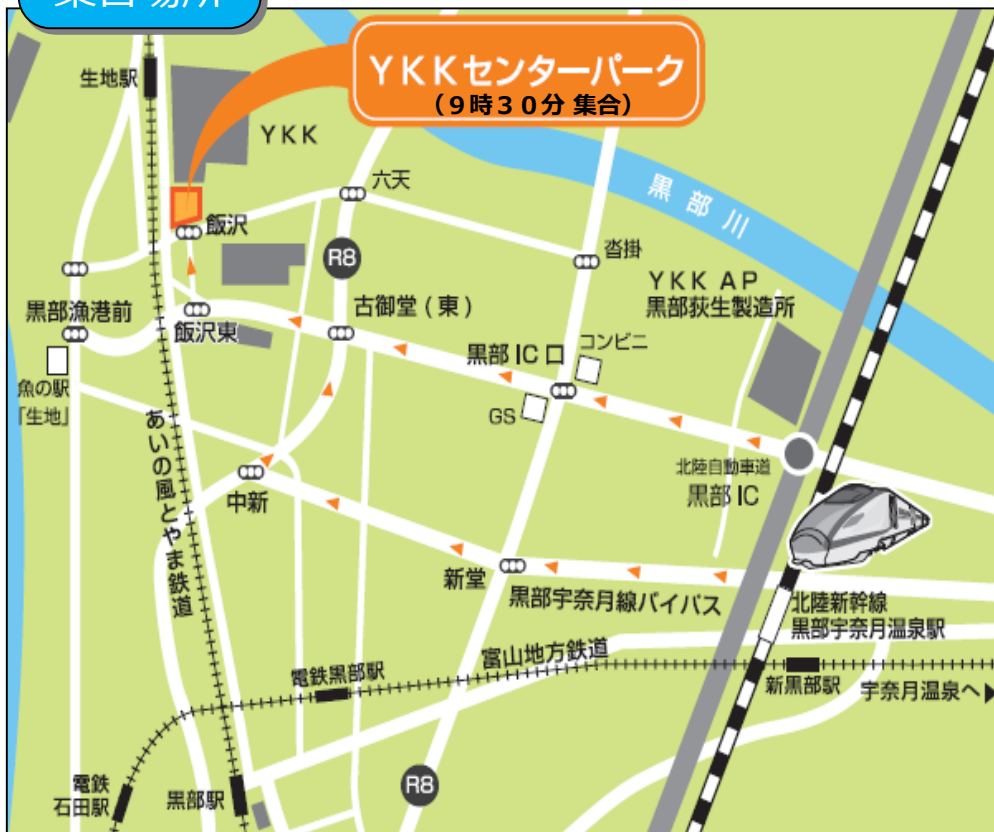 集合場所
YKKセンターパーク
(9時30分 集合)
生地駅
YKK
六天
飯沢
R8
沓掛
黒部川
YKK AP
黒部荻生製造所
黒部漁港前
飯沢東
古御堂(東)
黒部IC口
コンビニ
GS
魚の駅
「生地」
あいの風とやま鉄道
北陸自動車道
黒部IC
中新
新堂
黒部宇奈月線バイパス
北陸新幹線
黒部宇奈月温泉駅
富山地方鉄道
電鉄黒部駅
新黒部駅
宇奈月温泉へ▶
R8
電鉄
石田駅
黒部駅